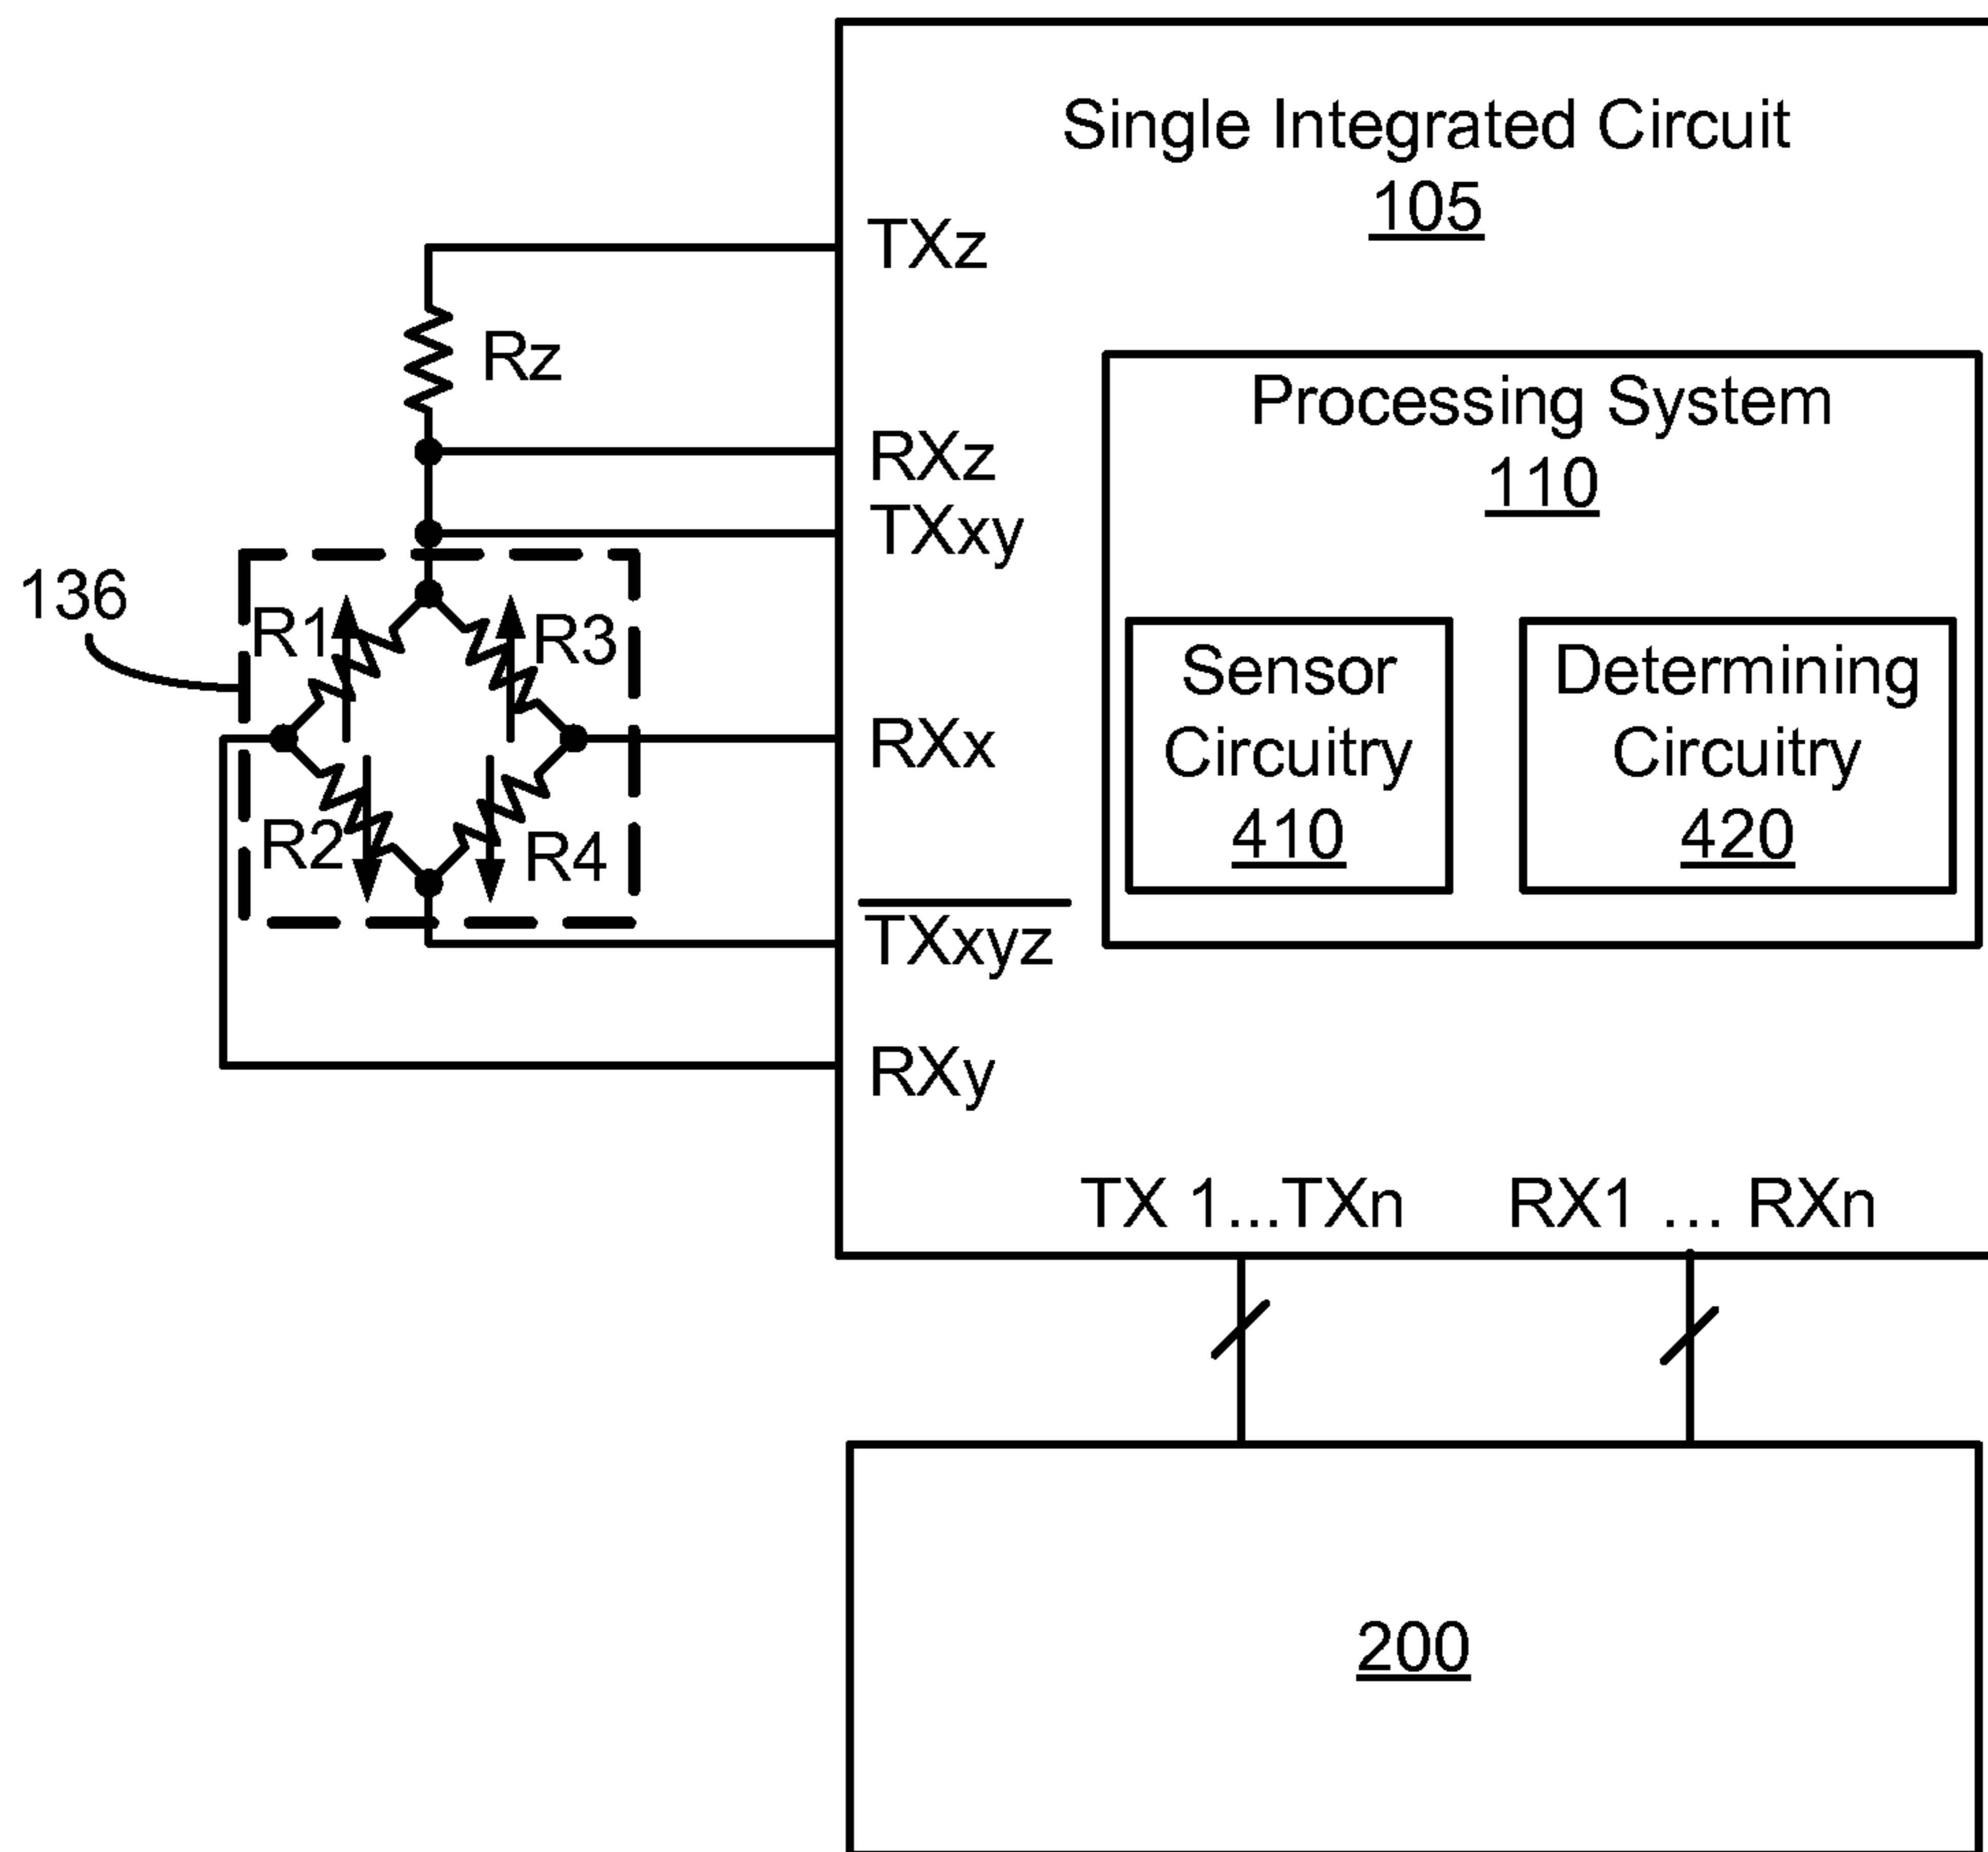 Single Integrated Circuit
105
TXz
Rz
RXz
TXxy
Processing System
110
136
R1
R3
Sensor
Circuitry
410
Determining
Circuitry
420
RXx
R2
R4
TXxyz
RXy
TX 1...TXn
RX1 ... RXn
200